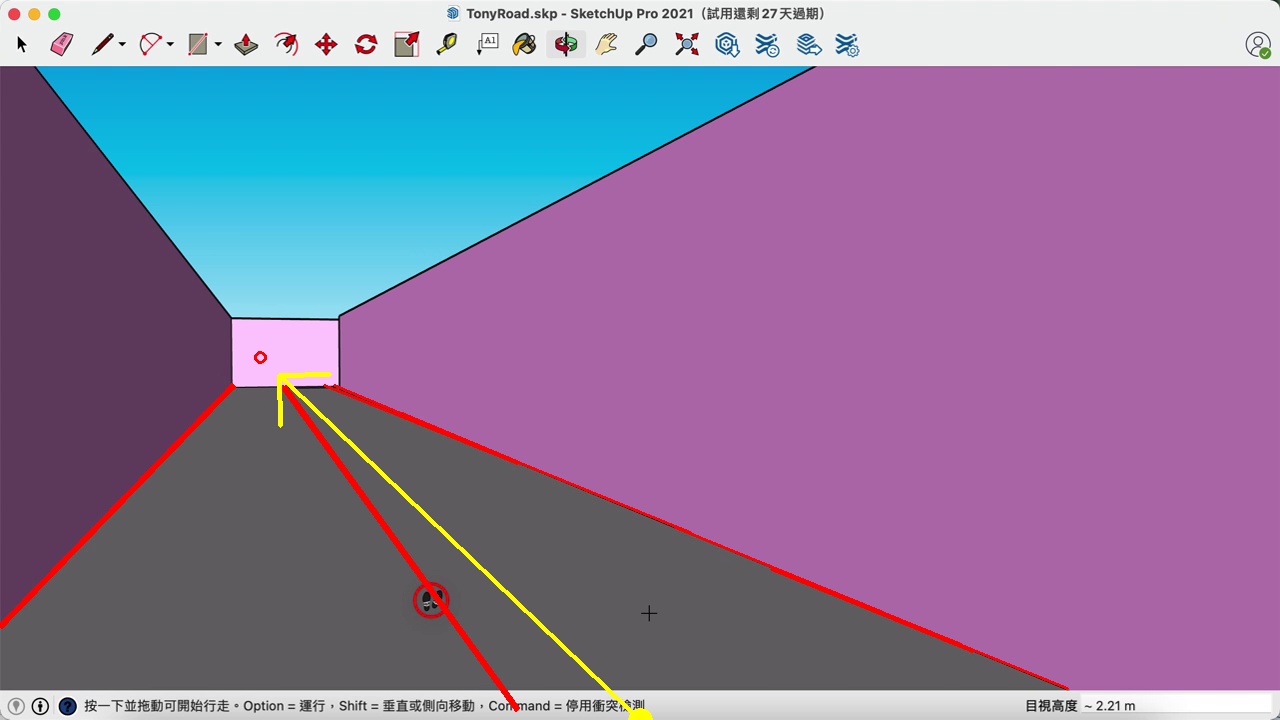 TonyRoad.skp - SketchUp Pro 2021（試用還剩 27 天過期）
A1
按一下並拖動可開始行走。Option = 運行，Shift = 垂直或側向移動，Command = 停用衝突檢測
目視高度 ~ 2.21 m